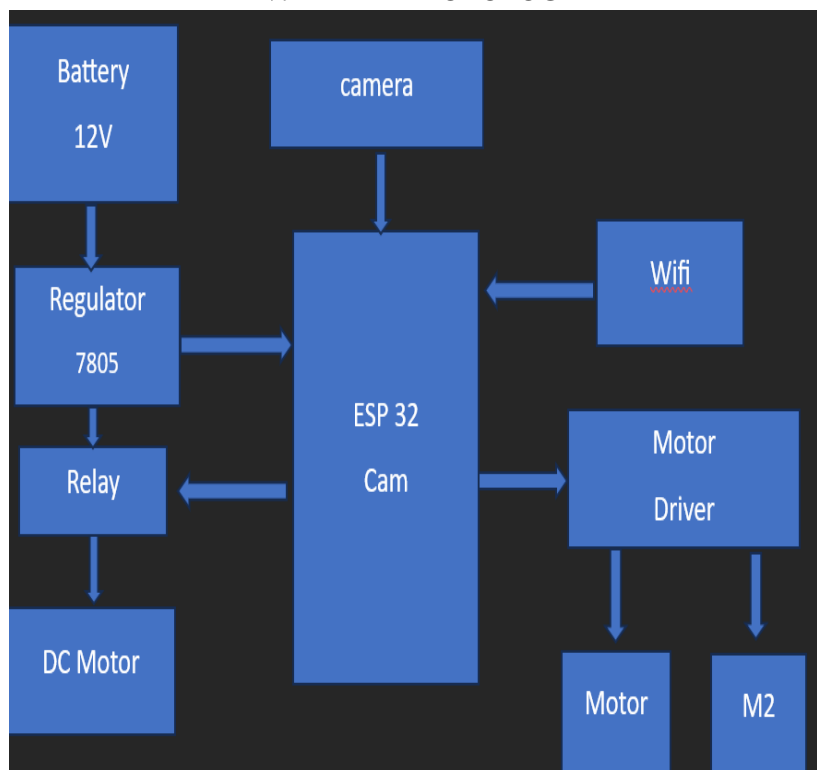 Battery
12V
camera
Wifi
Regulator
7805
ESP 32
Cam
Motor
Driver
Relay
DC Motor
Motor
M2